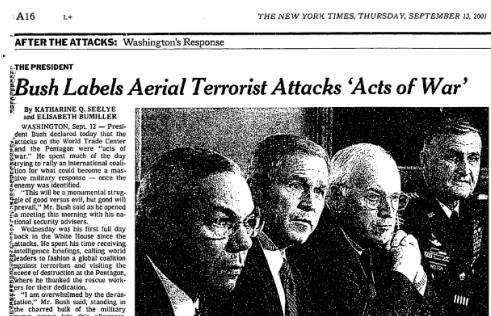 A16 L+ THE NEW YORK TIMES, THURSDAY, SEPTEMBER 13, 2001
AFTER THE ATTACKS: Washington's Response
THE PRESIDENT
Bush Labels Aerial Terrorist Attacks 'Acts of War'
By KATHARINE Q. SEELYE
and ELISABETH BUMILLER
WASHINGTON, Sept. 12 — Presi-
dent Bush declared today that the
attacks on the World Trade Center
and the Pentagon were "acts of
war." He spent much of the day
trying to rally an international coali-
tion for what could become a mas-
sive military response — once the
enemy was identified.
"This will be a monumental strug-
gle of good versus evil, but good will
prevail," Mr. Bush said as he opened
a meeting this morning with his na-
tional security advisers.
Wednesday was his first full day
back in the White House since the
attacks. He spent his time receiving
intelligence briefings, calling world
leaders to fashion a global coalition
against terrorism and visiting the
scene of destruction at the Pentagon,
where he thanked the rescue work-
ers for their dedication.
"I am overwhelmed by the devas-
tation," Mr. Bush said, standing in
the charred bulk of the military